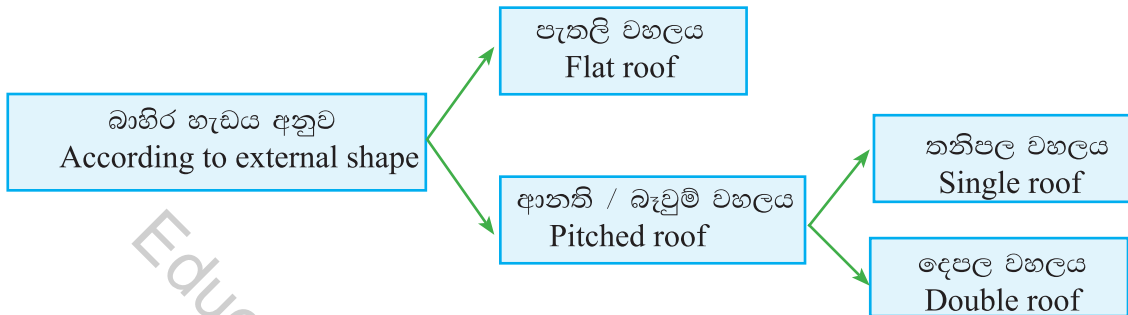 පැතලි වහලය
Flat roof
බාහිර හැඩය අනුව
According to external shape
ආනති / බෑවුම් වහලය
Pitched roof
තනිපල වහලය
Single roof
දෙපල වහලය
Double roof
Educ